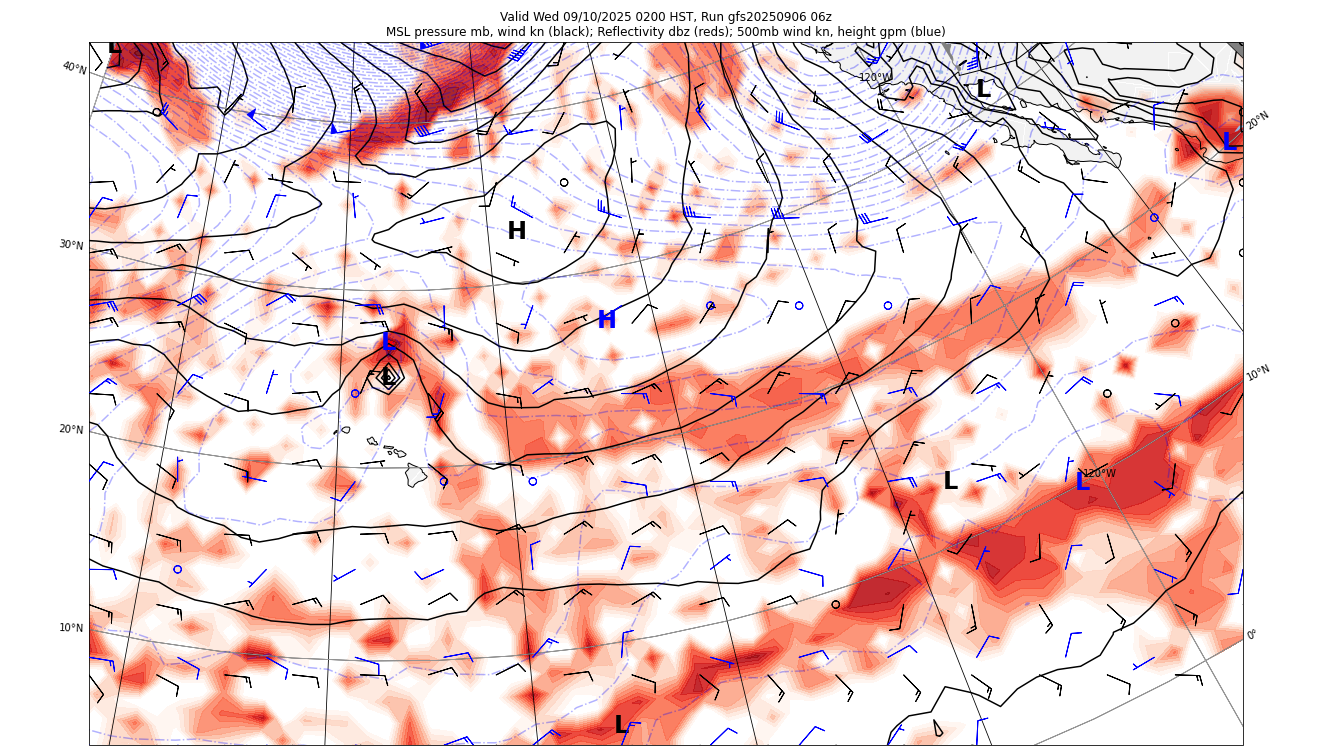 Valid Wed 09/10/2025 0200 HST, Run gfs20250906 06z
MSL pressure mb, wind kn (black); Reflectivity dbz (reds); 500mb wind kn, height gpm (blue)
L
40°N
120°W
L
20°N
L
H
30°N
H
L
L
10°N
20°N
L
L
120°W
10°N
0°
L